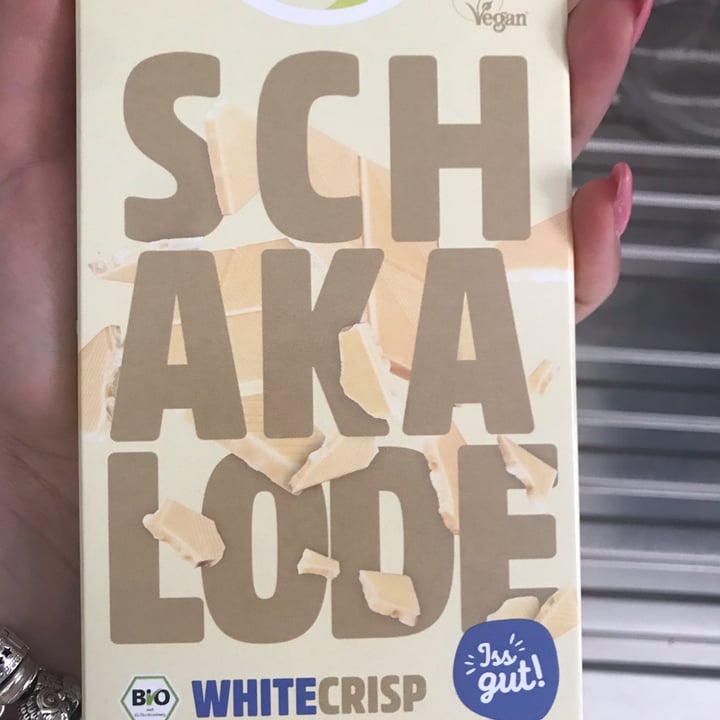 Vegan
SCH
AKA
LODE
Iss
gut!
BiO
WHITECRISP